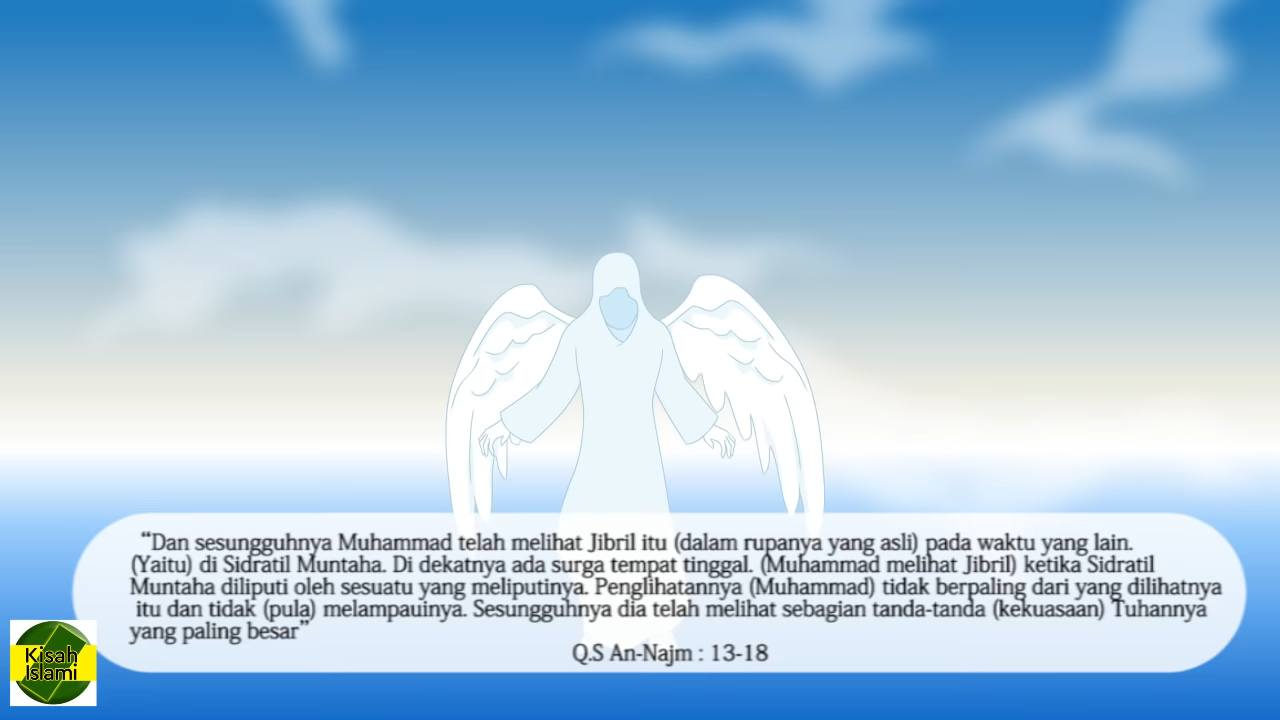 “Dan sesungguhnya Muhammad telah melihat Jibril itu (dalam rupanya yang asli) pada waktu yang lain.
(Yaitu) di Sidratil Muntaha. Di dekatnya ada surga tempat tinggal. (Muhammad melihat Jibril) ketika Sidratil
Muntaha diliputi oleh sesuatu yang meliputinya. Penglihatannya (Muhammad) tidak berpaling dari yang dilihatnya
itu dan tidak (pula) melampauinya. Sesungguhnya dia telah melihat sebagian tanda-tanda (kekuasaan) Tuhannya
yang paling besar”
Q.S An-Najm : 13-18
Kisah
Islami